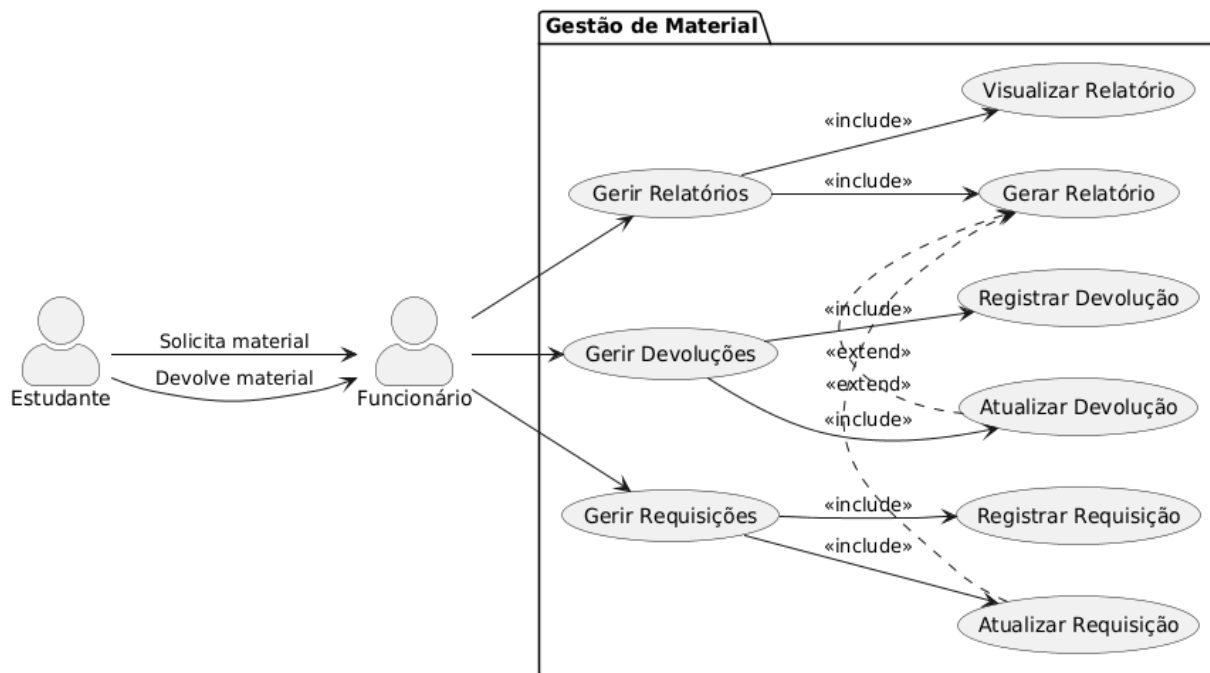 Gestão de Material
Visualizar Relatório
«include»
Gerir Relatórios
«include»
Gerar Relatório
Registrar Devolução
«include»
Solicita material
Gerir Devoluções
«extend»
Devolve material
«extend»
Estudante
Funcionário
Atualizar Devolução
«include»
«include»
Gerir Requisições
Registrar Requisição
«include»
Atualizar Requisição